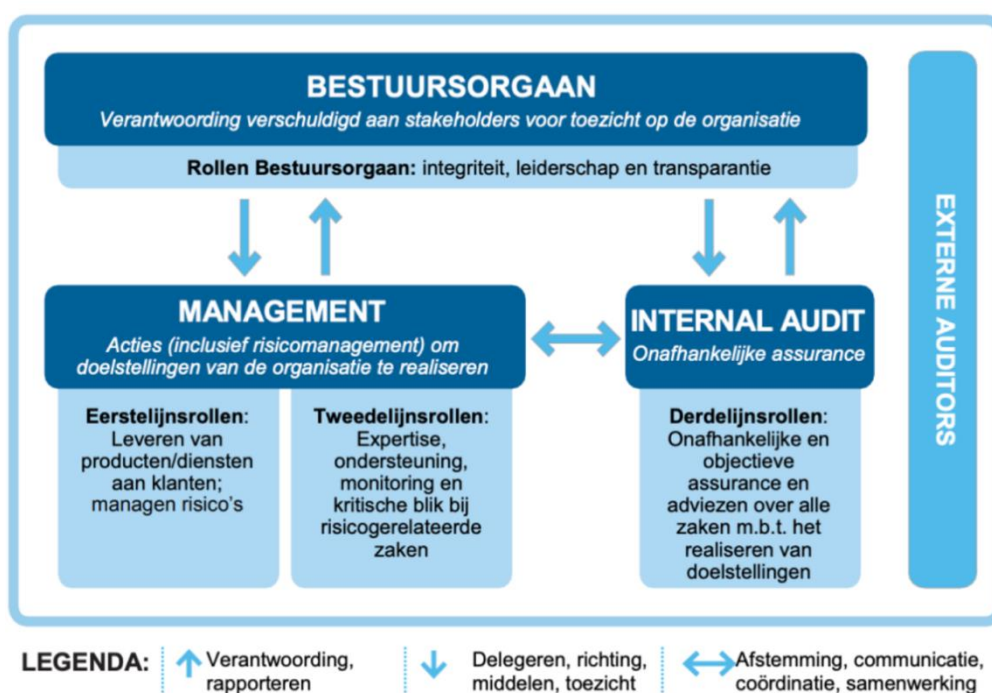 BESTUURSORGAAN
Verantwoording verschuldigd aan stakeholders voor toezicht op de organisatie
Rollen Bestuursorgaan: integriteit, leiderschap en transparantie
MANAGEMENT
Acties (inclusief risicomanagement) om
doelstellingen van de organisatie te realiseren
Eerstelijnsrollen:
Leveren van
producten/diensten
aan klanten;
managen risico's
Tweedelijnsrollen:
Expertise,
ondersteuning,
monitoring en
kritische blik bij
risicogerelateerde
zaken
INTERNAL AUDIT
Onafhankelijke assurance
Derdelijnsrollen:
Onafhankelijke en
objectieve
assurance en
adviezen over alle
zaken m.b.t. het
realiseren van
doelstellingen
EXTERNE AUDITORS
LEGENDA:
Verantwoording,
rapporteren
Delegeren, richting,
middelen, toezicht
Afstemming, communicatie,
coördinatie, samenwerking